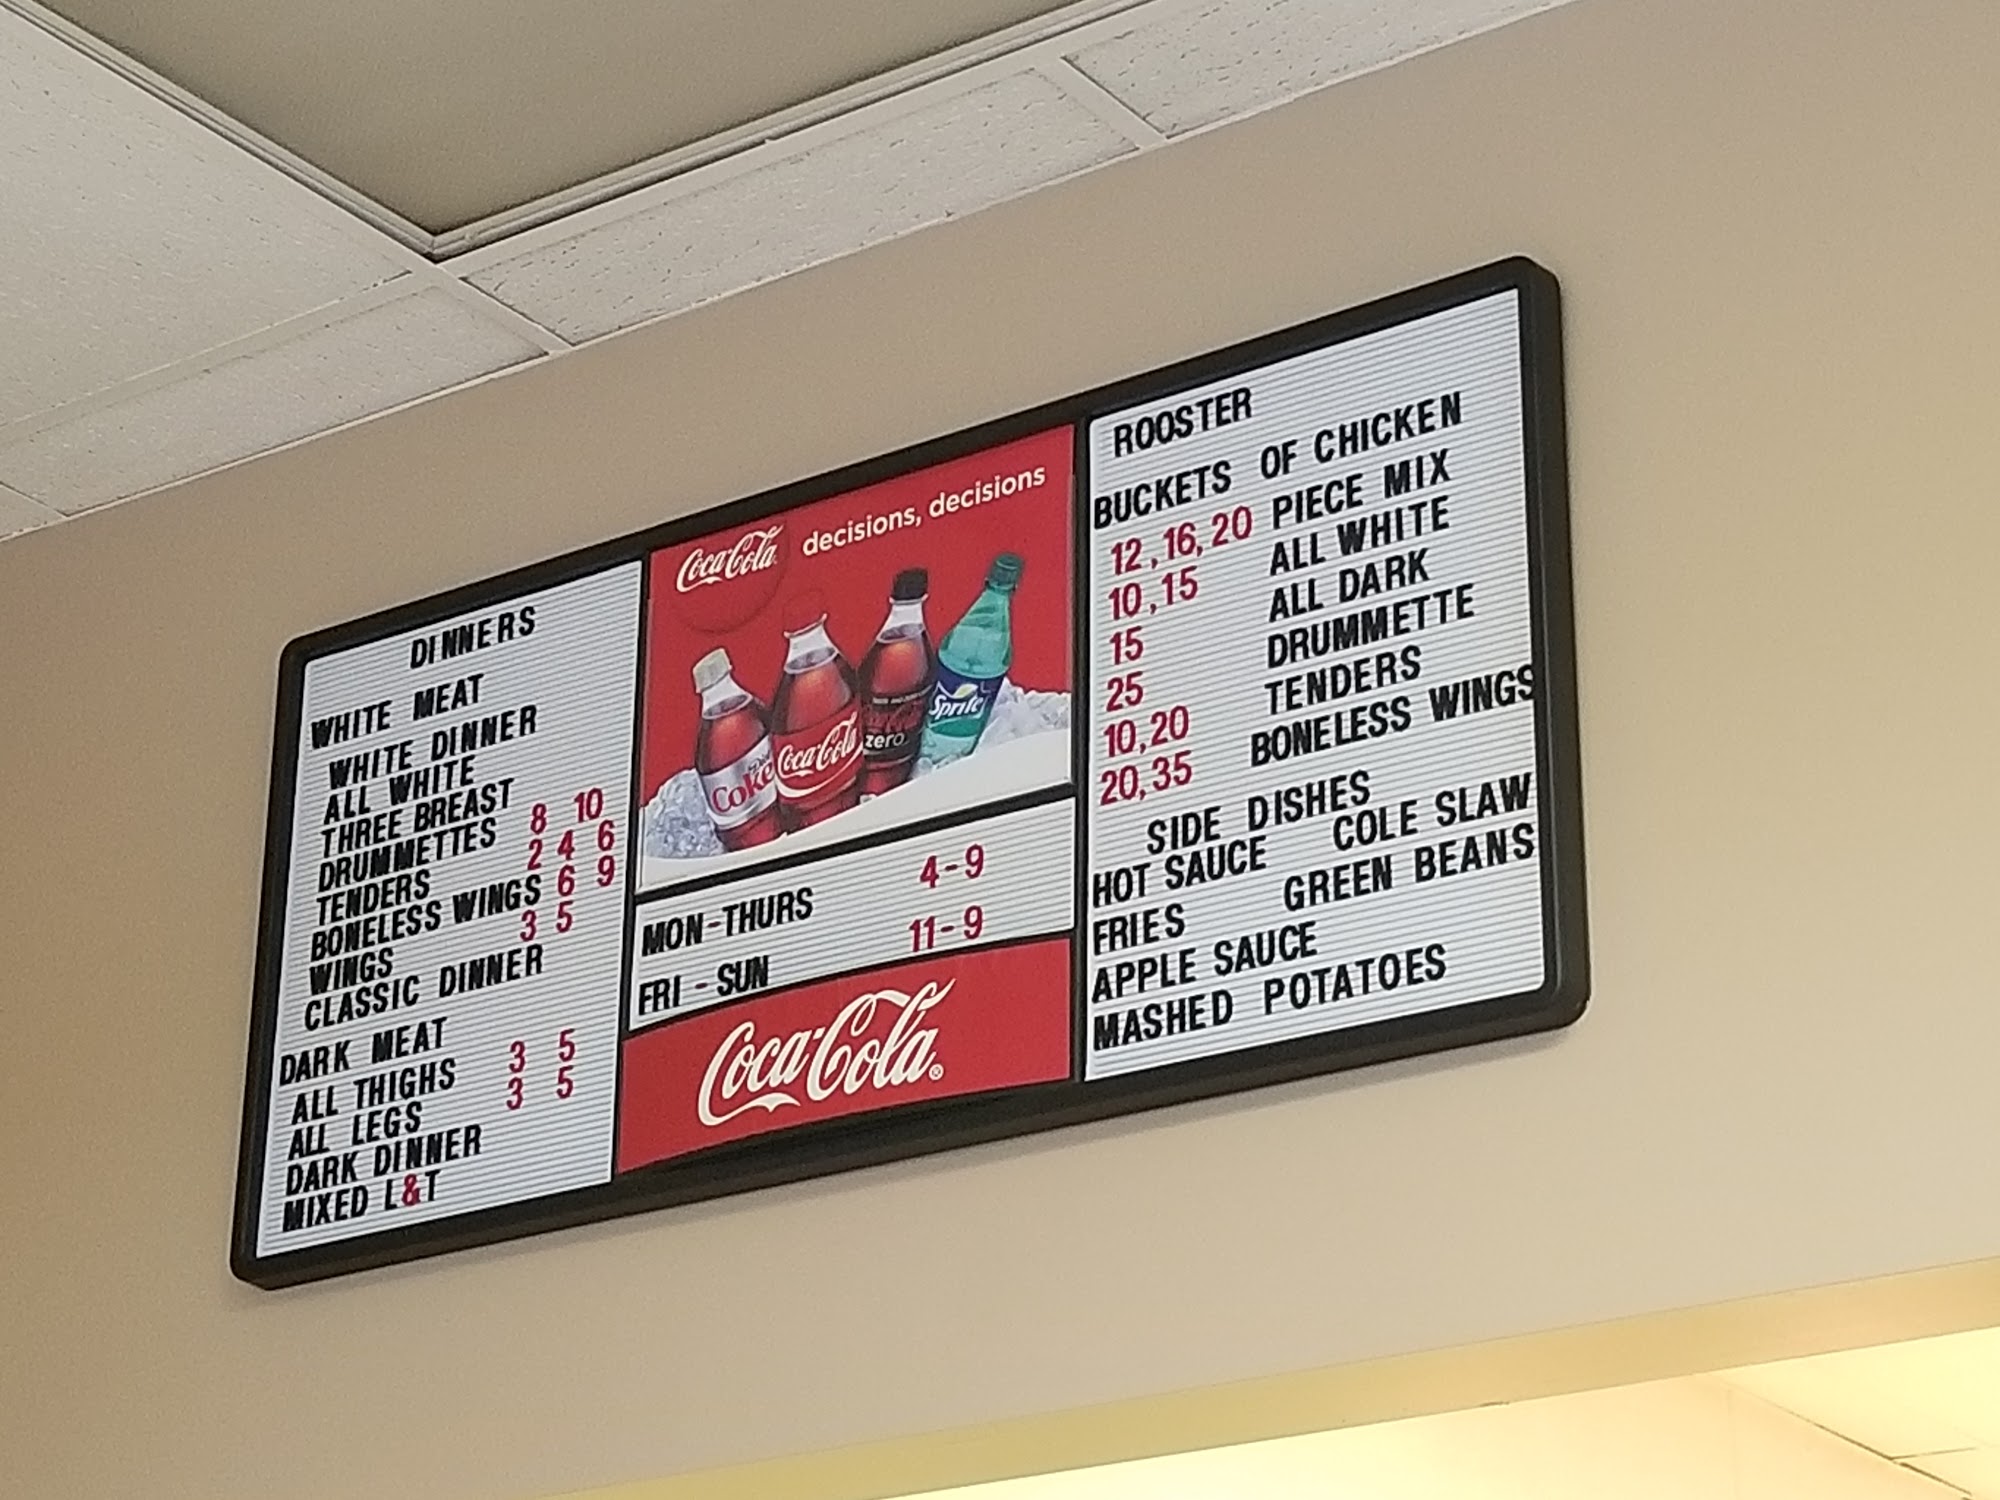 DINNERS
WHITE MEAT
WHITE DINNER
ALL WHITE
THREE BREAST
DRUMMETTES 8 10
TENDERS 2 4 6
BONELESS WINGS 6 9
WINGS 3 5
CLASSIC DINNER
DARK MEAT
ALL THIGHS 3 5
ALL LEGS 3 5
DARK DINNER
MIXED L&T
Coca-Cola decisions, decisions
Coke
Coca-Cola
Coca-Cola
zero
Sprite
MON-THURS 4-9
FRI-SUN 11-9
Coca-Cola®
ROOSTER
BUCKETS OF CHICKEN
12,16,20 PIECE MIX
10,15 ALL WHITE
15 ALL DARK
25 DRUMMETTE
10,20 TENDERS
20,35 BONELESS WINGS
SIDE DISHES
HOT SAUCE COLE SLAW
FRIES GREEN BEANS
APPLE SAUCE
MASHED POTATOES